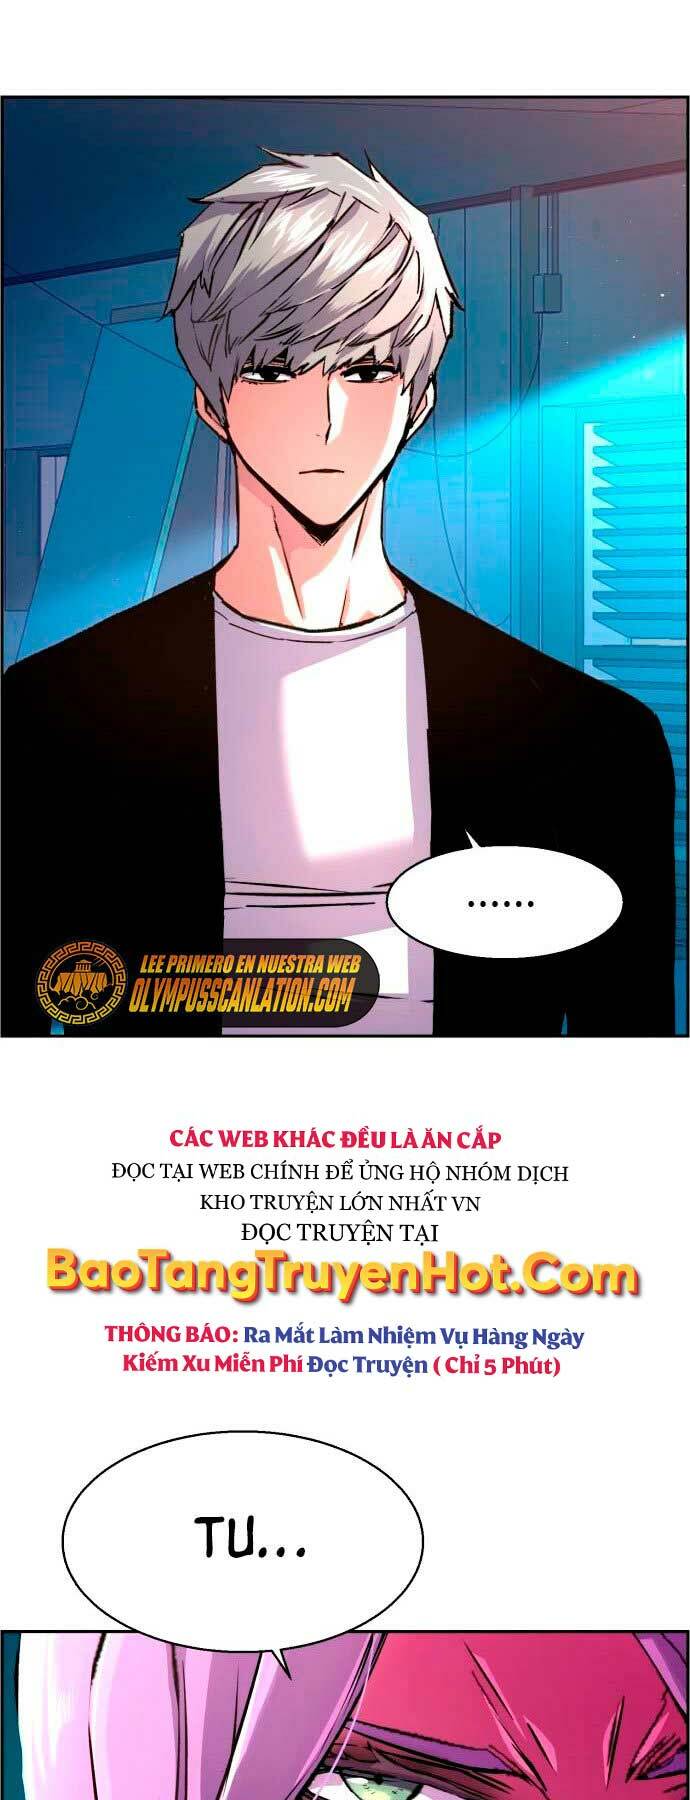 ......
LEE PRIMERO EN NUESTRA WEB
OLYMPUSSCANLATION.COM
CÁC WEB KHÁC ĐỀU LÀ ĂN CẮP
ĐỌC TẠI WEB CHÍNH ĐỂ ỦNG HỘ NHÓM DỊCH
KHO TRUYỆN LỚN NHẤT VN
ĐỌC TRUYỆN TẠI
BaoTangTruyenHot.Com
THÔNG BÁO: Ra Mắt Làm Nhiệm Vụ Hàng Ngày
Kiếm Xu Miễn Phí Đọc Truyện ( Chỉ 5 Phút)
TU...